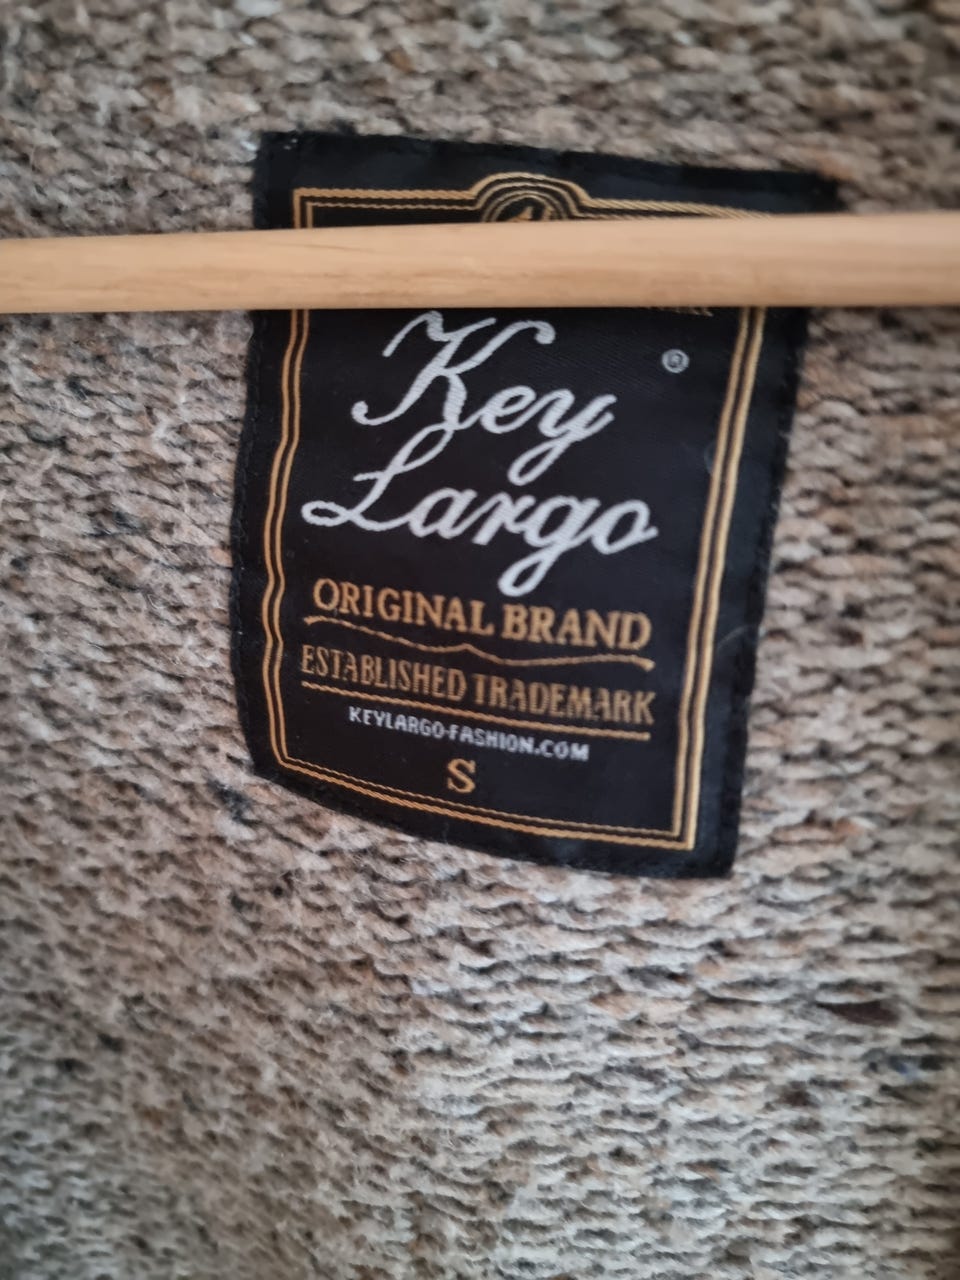 Key
®
Largo
ORIGINAL BRAND
ESTABLISHED TRADEMARK
KEYLARGO-FASHION.COM
S